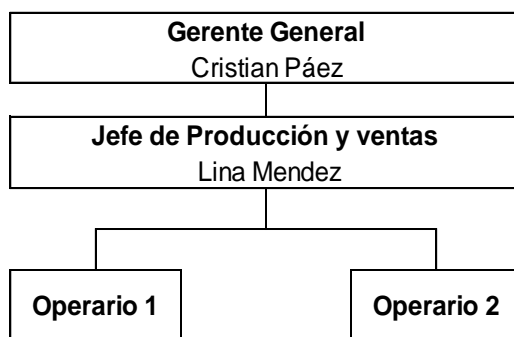 Gerente General
Cristian Páez
Jefe de Producción y ventas
Lina Mendez
Operario 1
Operario 2